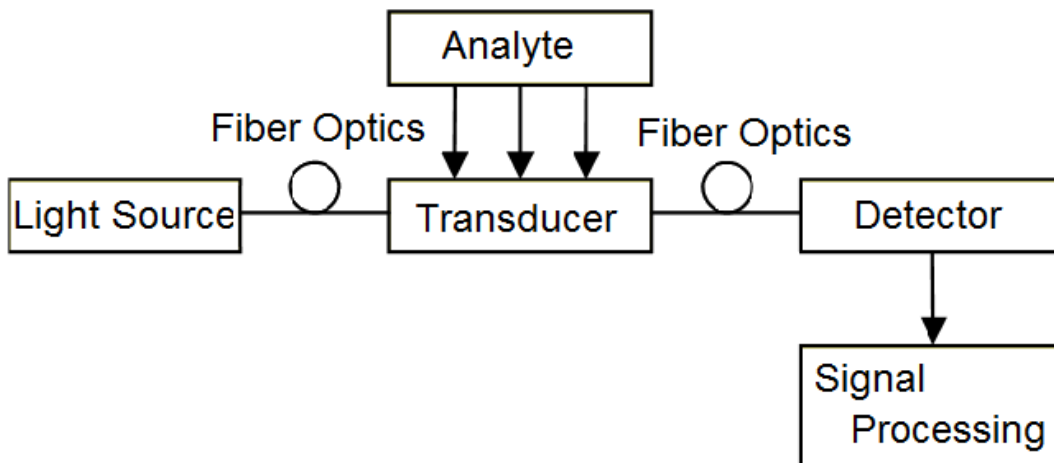 Analyte
Fiber Optics
Fiber Optics
Light Source
Transducer
Detector
Signal
Processing